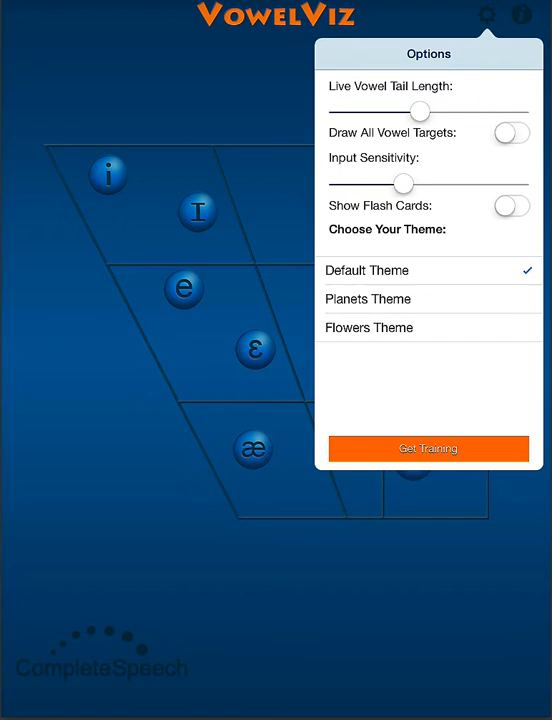 VOWELVIZ
Options
Live Vowel Tail Length:
Draw All Vowel Targets:
Input Sensitivity:
Show Flash Cards:
Choose Your Theme:
Default Theme
Planets Theme
Flowers Theme
Get Training
i
ɪ
e
ɛ
æ
CompleteSpeech